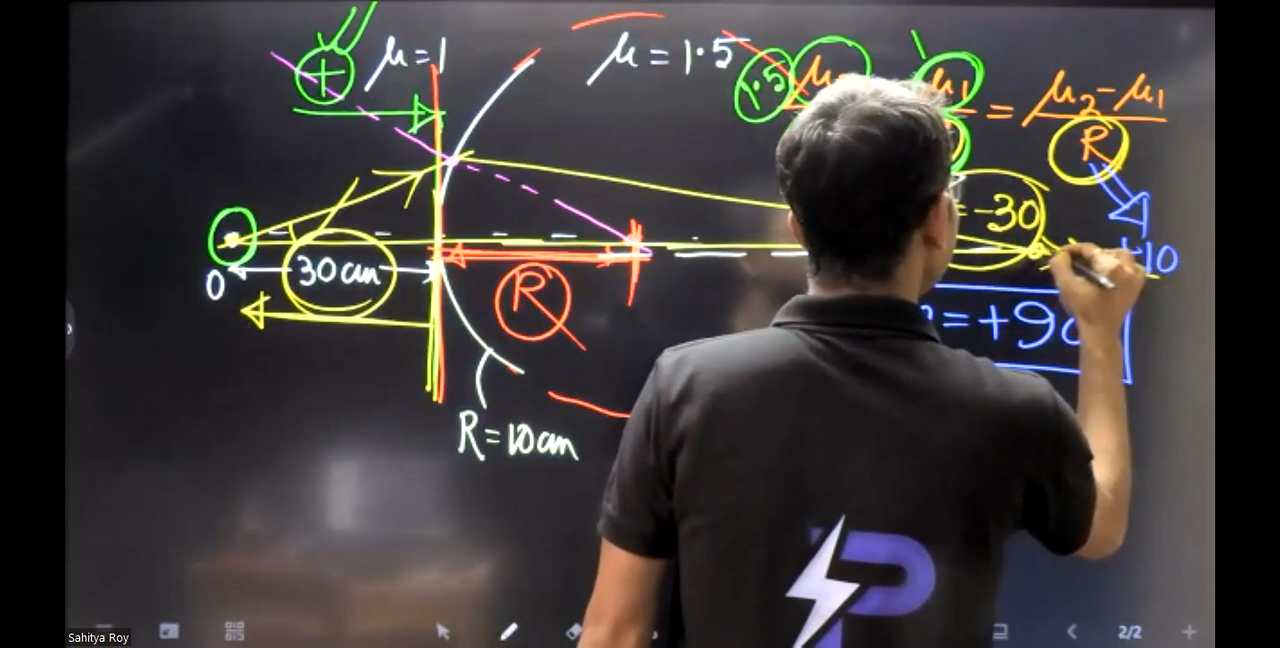 μ=1
μ = 1.5
1.5
μ1
=
μ2-μ1
R
= -30
+10
30 cm
O
R
= +90
R=10cm
P
2/2
Sahitya Roy